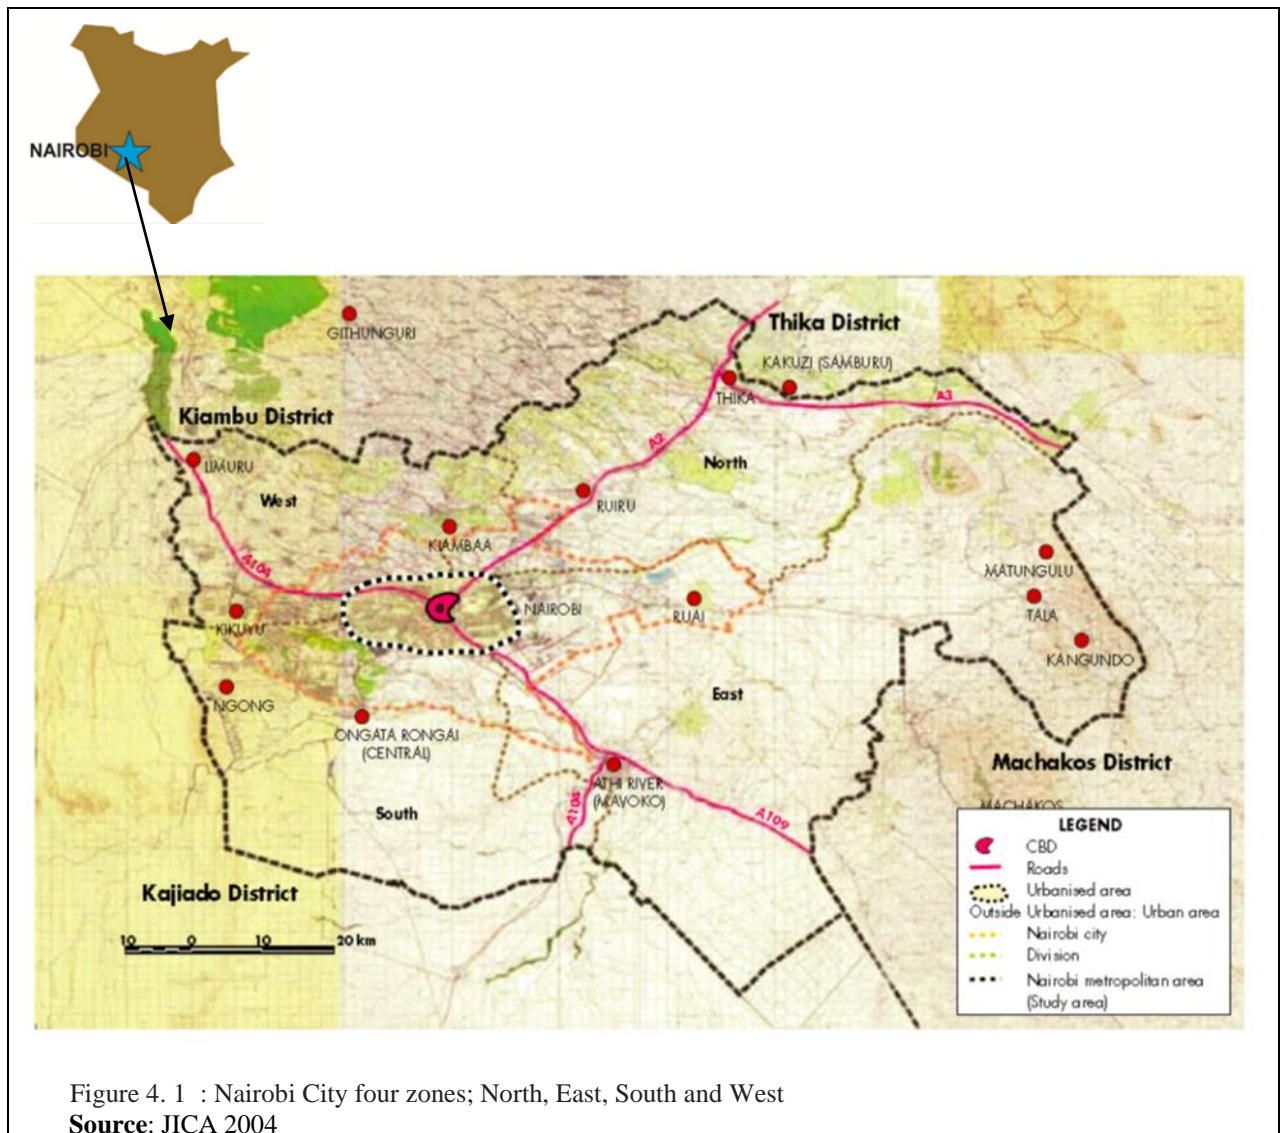 NAIROBI
GITHUNGURI
Thika District
KAKUZI (SAMBURU)
THIKA
A3
Kiambu District
A2
LIMURU
North
West
RUIRU
KIAMBAA
A104
MATUNGULU
NAIROBI
RUAI
TALA
KIKUYU
KANGUNDO
NGONG
East
ONGATA RONGAI
(CENTRAL)
Machakos District
ATHI RIVER
(MAVOKO)
MACHAKOS
South
A104
A109
LEGEND
CBD
Roads
Urbanised area
Outside Urbanised area: Urban area
Nairobi city
Division
Nairobi metropolitan area
(Study area)
Kajiado District
10 0 10 20 km
Figure 4. 1 : Nairobi City four zones; North, East, South and West
Source: JICA 2004